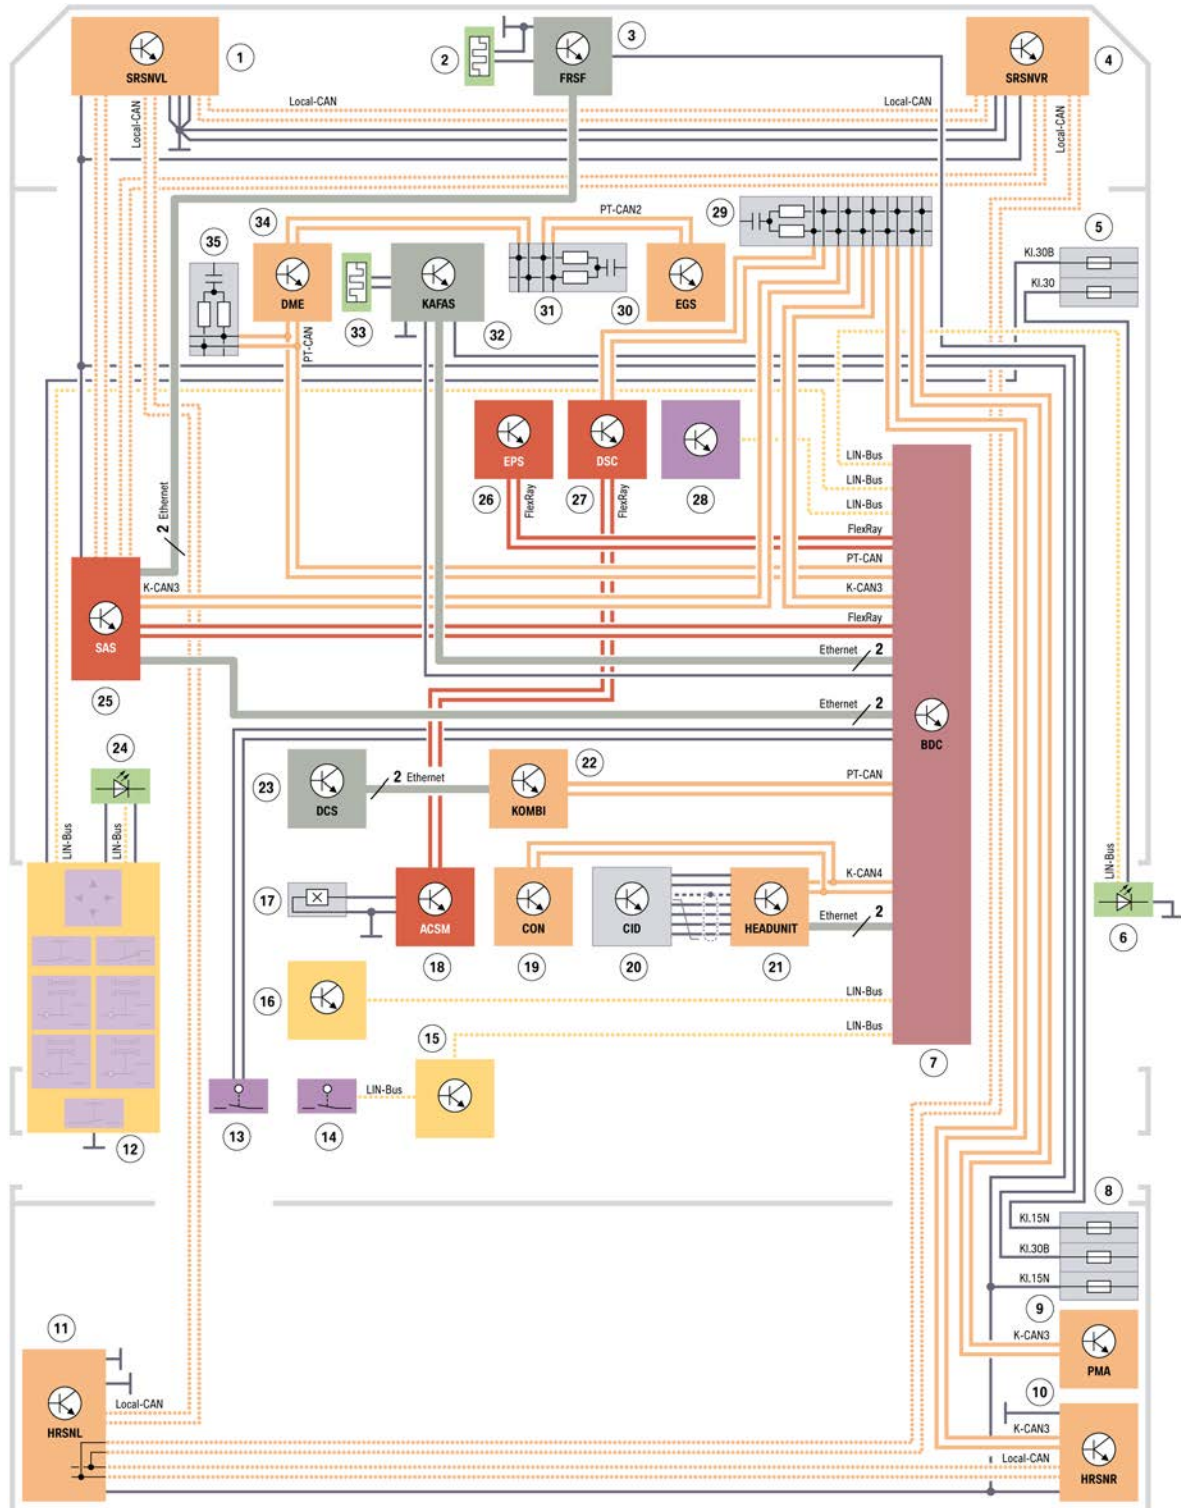 1
2
3
4
SRSNVL
FRSF
SRSNVR
Local-CAN
Local-CAN
Local-CAN
Local-CAN
PT-CAN2
29
5
34
35
Kl.30B
Kl.30
DME
KAFAS
EGS
33
32
31
30
PT-CAN
EPS
DSC
26
27
28
FlexRay
FlexRay
LIN-Bus
LIN-Bus
LIN-Bus
FlexRay
PT-CAN
K-CAN3
FlexRay
2 Ethernet
K-CAN3
SAS
25
Ethernet 2
Ethernet 2
BDC
24
LIN-Bus
LIN-Bus
23
DCS
2 Ethernet
22
KOMBI
PT-CAN
K-CAN4
LIN-Bus
17
ACSM
CON
CID
HEADUNIT
Ethernet 2
18
19
20
21
6
16
LIN-Bus
LIN-Bus
15
7
LIN-Bus
12
13
14
8
Kl.15N
Kl.30B
Kl.15N
9
K-CAN3
PMA
10
11
Local-CAN
HRSNL
K-CAN3
Local-CAN
HRSNR